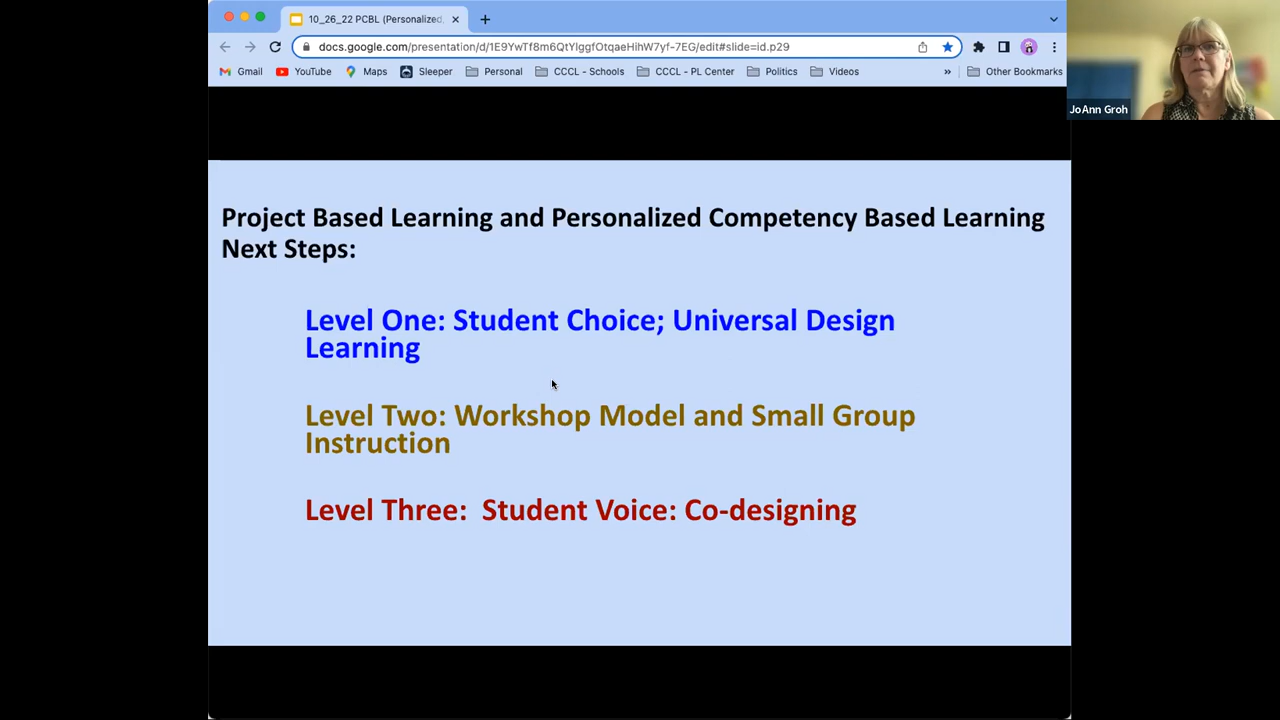 10_26_22 PCBL (Personalized,
docs.google.com/presentation/d/1E9YwTf8m6QtYlggfOtqaeHihW7yf-7EG/edit#slide=id.p29
Gmail YouTube Maps Sleeper Personal CCCL - Schools CCCL - PL Center Politics Videos » Other Bookmarks
JoAnn Groh
Project Based Learning and Personalized Competency Based Learning
Next Steps:
Level One: Student Choice; Universal Design
Learning
Level Two: Workshop Model and Small Group
Instruction
Level Three:  Student Voice: Co-designing